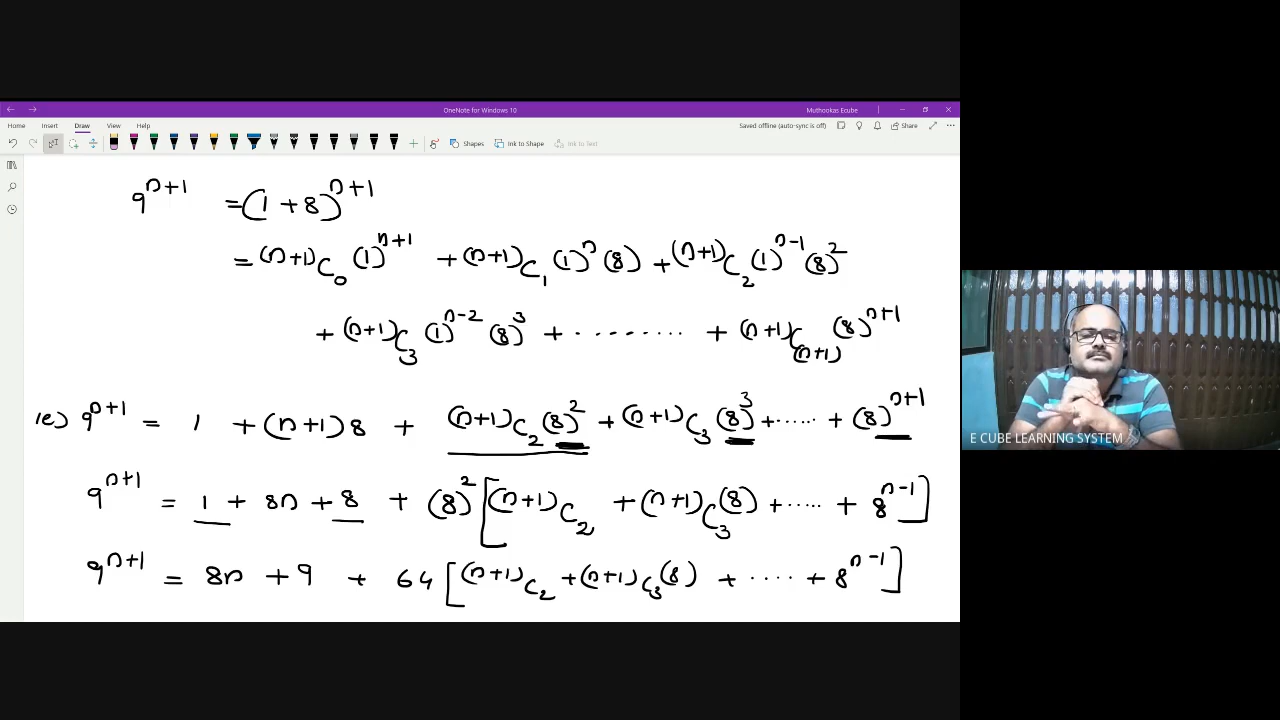 OneNote for Windows 10
Muthookas Ecube
Home Insert Draw View Help
Saved offline (auto-sync is off) Share
Shapes Ink to Shape Ink to Text
9^{n+1} = (1 + 8)^{n+1}
= (n+1)C_0 (1)^{n+1} + (n+1)C_1 (1)^n (8) + (n+1)C_2 (1)^{n-1} (8)^2
+ (n+1)C_3 (1)^{n-2} (8)^3 + ........ + (n+1)C_{(n+1)} (8)^{n+1}
ie) 9^{n+1} = 1 + (n+1)8 + (n+1)C_2 (8)^2 + (n+1)C_3 (8)^3 + ...... + (8)^{n+1}
9^{n+1} = 1 + 8n + 8 + (8)^2 [(n+1)C_2 + (n+1)C_3 (8) + ..... + 8^{n-1}]
9^{n+1} = 8n + 9 + 64 [(n+1)C_2 + (n+1)C_3 (8) + .... + 8^{n-1}]
E CUBE LEARNING SYSTEM